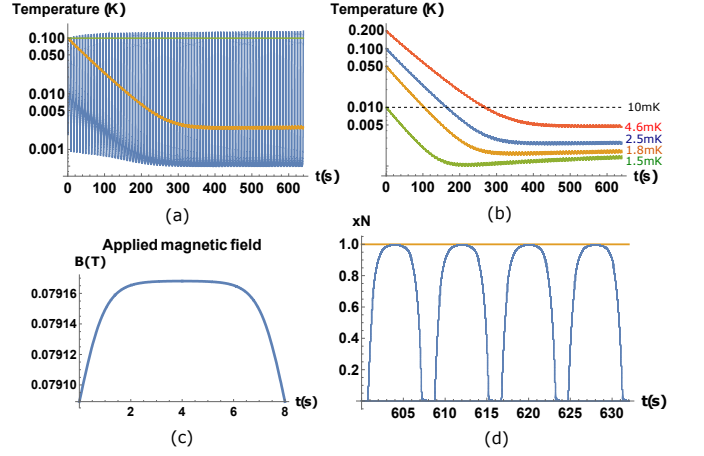 Temperature (K)
0.100
0.050
0.010
0.005
0.001
0 100 200 300 400 500 600
t(s)
(a)
Temperature (K)
0.200
0.100
0.050
0.010
0.005
10mK
4.6mK
2.5mK
1.8mK
1.5mK
0 100 200 300 400 500 600
t(s)
(b)
Applied magnetic field
B(T)
0.07916
0.07914
0.07912
0.07910
2 4 6 8
t(s)
(c)
xN
1.0
0.8
0.6
0.4
0.2
605 610 615 620 625 630
t(s)
(d)